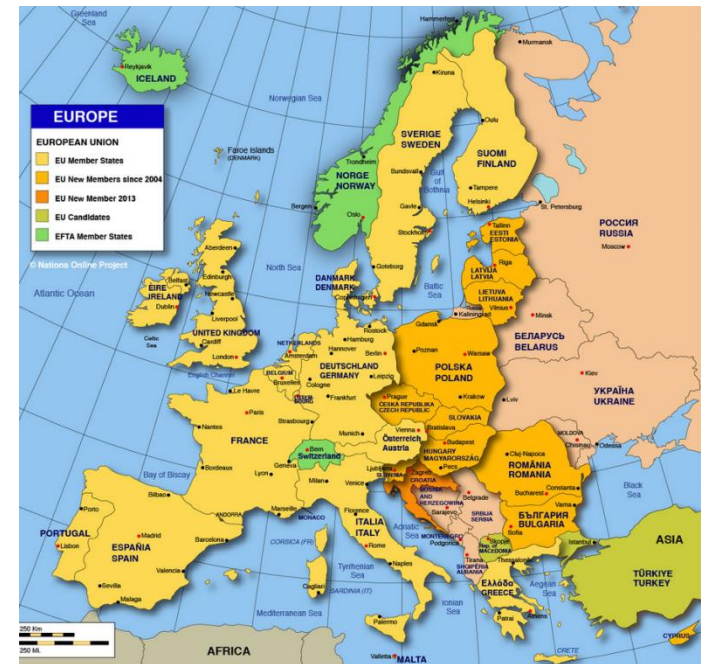 Hammerfest
Murmansk
Reykjavik
ICELAND
Kiruna
Norwegian Sea
EUROPE
EUROPEAN UNION
EU Member States
EU New Members since 2004
EU New Member 2013
EU Candidates
EFTA Member States
© Nations Online Project
Faroe Islands
(DENMARK)
SVERIGE
SWEDEN
Oulu
SUOMI
FINLAND
Trondheim
Sundsvall
Gulf
of
Bothnia
NORGE
NORWAY
Tampere
Bergen
Gavle
Helsinki
St. Petersburg
Oslo
Stockholm
Tallinn
EESTI
ESTONIA
РОССИЯ
RUSSIA
Moscow
Aberdeen
North Sea
Goteborg
Riga
LATVIJA
LATVIA
Edinburgh
DANMARK
DENMARK
Baltic
Sea
LIETUVA
LITHUANIA
Atlantic Ocean
EIRE
IRELAND
Belfast
Newcastle
Copenhagen
Vilnius
Kaliningrad
Minsk
Dublin
Liverpool
Rostock
Gdansk
БЕЛАРУСЬ
BELARUS
Celtic
Sea
UNITED KINGDOM
Cardiff
London
NETHERLANDS
Amsterdam
Hamburg
Hannover
Berlin
Poznan
Warsaw
POLSKA
POLAND
English Channel
BELGIUM
Bruxelles
DEUTSCHLAND
GERMANY
Leipzig
Cologne
Kiev
Le Havre
Frankfurt
Prague
Krakow
Lviv
УКРАЇНА
UKRAINE
Paris
ČESKA REPUBLIKA
CZECH REPUBLIC
Strasbourg
SLOVAKIA
Nantes
Munich
Vienna
Bratislava
MOLDOVA
FRANCE
Österreich
Austria
Budapest
Chisinau
Odessa
Bern
Switzerland
HUNGARY
MAGYARORSZÁG
Cluj-Napoca
Geneva
Ljubljana
SLOVENIA
Pecs
ROMÂNIA
ROMANIA
Bay of Biscay
Bordeaux
Lyon
Milan
Venice
Zagreb
CROATIA
Bilbao
BOSNIA
AND
HERZEGOVINA
Belgrade
Bucharest
Constanta
Black
Sea
Porto
ANDORRA
Marseille
MONACO
Florence
Sarajevo
SRBIJA
SERBIA
Varna
БЪЛГАРИЯ
BULGARIA
PORTUGAL
Madrid
Barcelona
CORSICA (FR)
ITALIA
ITALY
Adriatic
Sea
MONTENEGRO
Podgorica
Sofia
Lisbon
ESPAÑIA
SPAIN
Rome
Skopje
Rep. of
MACEDONIA
Istanbul
ASIA
Valencia
Tirana
SHQIPËRIA
ALBANIA
Thessaloniki
Naples
TÜRKIYE
TURKEY
Sevilla
Tyrrhenian
Sea
Ελλάδα
GREECE
Aegean
Sea
Malaga
Cagliari
SARDINIA (IT)
Ionian
Sea
Mediterranean Sea
Palermo
Patrai
Athens
250 Km.
250 Mi.
AFRICA
Valletta
MALTA
CRETE
CYPRUS